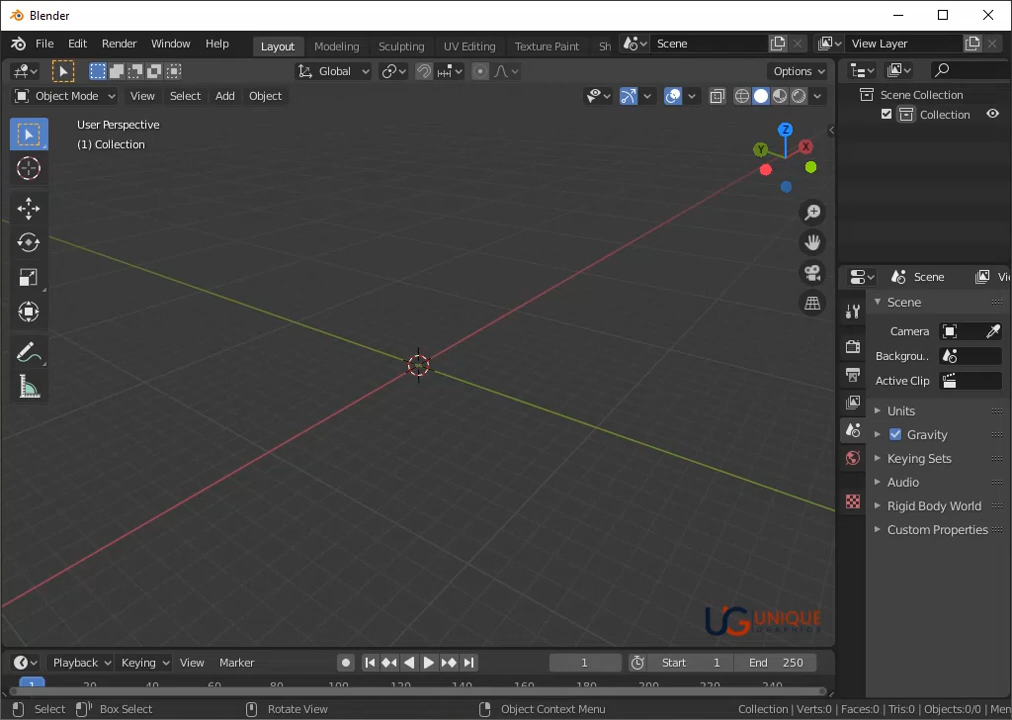 Blender
File Edit Render Window Help Layout Modeling Sculpting UV Editing Texture Paint Sh Scene View Layer
Global Options
Object Mode View Select Add Object
Scene Collection
Collection
User Perspective
(1) Collection
Z
Y X
Scene Vi
Scene
Camera
Backgrou..
Active Clip
Units
Gravity
Keying Sets
Audio
Rigid Body World
Custom Properties
UG UNIQUE
GRAPHICS
Playback Keying View Marker 1 Start 1 End 250
1 20 40 60 80 100 120 140 160 180 200 220 240
Select Box Select Rotate View Object Context Menu Collection | Verts:0 | Faces:0 | Tris:0 | Objects:0/0 | Men